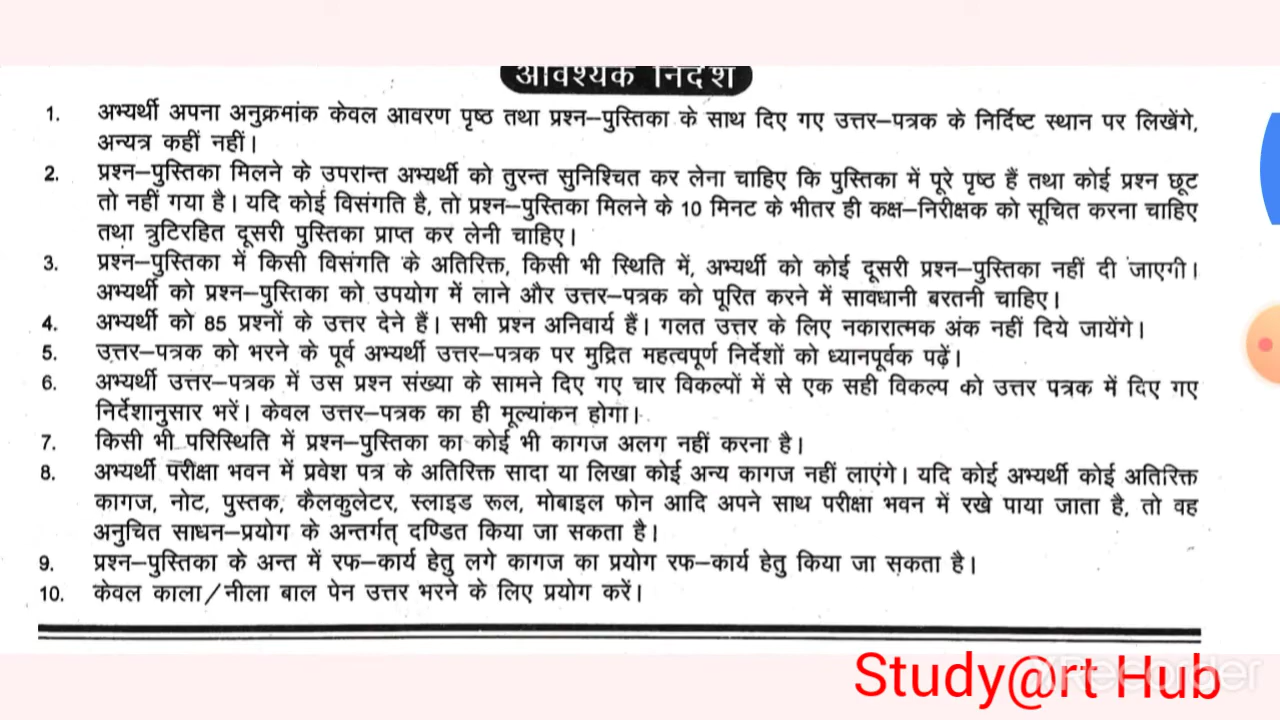 आवश्यक निर्देश
1. अभ्यर्थी अपना अनुक्रमांक केवल आवरण पृष्ठ तथा प्रश्न–पुस्तिका के साथ दिए गए उत्तर–पत्रक के निर्दिष्ट स्थान पर लिखेंगे,
अन्यत्र कहीं नहीं।
2. प्रश्न–पुस्तिका मिलने के उपरान्त अभ्यर्थी को तुरन्त सुनिश्चित कर लेना चाहिए कि पुस्तिका में पूरे पृष्ठ हैं तथा कोई प्रश्न छूट
तो नहीं गया है। यदि कोई विसंगति है, तो प्रश्न–पुस्तिका मिलने के 10 मिनट के भीतर ही कक्ष–निरीक्षक को सूचित करना चाहिए
तथा त्रुटिरहित दूसरी पुस्तिका प्राप्त कर लेनी चाहिए।
3. प्रश्न–पुस्तिका में किसी विसंगति के अतिरिक्त, किसी भी स्थिति में, अभ्यर्थी को कोई दूसरी प्रश्न–पुस्तिका नहीं दी जाएगी।
अभ्यर्थी को प्रश्न–पुस्तिका को उपयोग में लाने और उत्तर–पत्रक को पूरित करने में सावधानी बरतनी चाहिए।
4. अभ्यर्थी को 85 प्रश्नों के उत्तर देने हैं। सभी प्रश्न अनिवार्य हैं। गलत उत्तर के लिए नकारात्मक अंक नहीं दिये जायेंगे।
5. उत्तर–पत्रक को भरने के पूर्व अभ्यर्थी उत्तर–पत्रक पर मुद्रित महत्वपूर्ण निर्देशों को ध्यानपूर्वक पढ़ें।
6. अभ्यर्थी उत्तर–पत्रक में उस प्रश्न संख्या के सामने दिए गए चार विकल्पों में से एक सही विकल्प को उत्तर पत्रक में दिए गए
निर्देशानुसार भरें। केवल उत्तर–पत्रक का ही मूल्यांकन होगा।
7. किसी भी परिस्थिति में प्रश्न–पुस्तिका का कोई भी कागज अलग नहीं करना है।
8. अभ्यर्थी परीक्षा भवन में प्रवेश पत्र के अतिरिक्त सादा या लिखा कोई अन्य कागज नहीं लाएंगे। यदि कोई अभ्यर्थी कोई अतिरिक्त
कागज, नोट, पुस्तक, कैलकुलेटर, स्लाइड रूल, मोबाइल फोन आदि अपने साथ परीक्षा भवन में रखे पाया जाता है, तो वह
अनुचित साधन–प्रयोग के अन्तर्गत् दण्डित किया जा सकता है।
9. प्रश्न–पुस्तिका के अन्त में रफ–कार्य हेतु लगे कागज का प्रयोग रफ–कार्य हेतु किया जा सकता है।
10. केवल काला/नीला बाल पेन उत्तर भरने के लिए प्रयोग करें।
Study@rt Hub
XRecorder